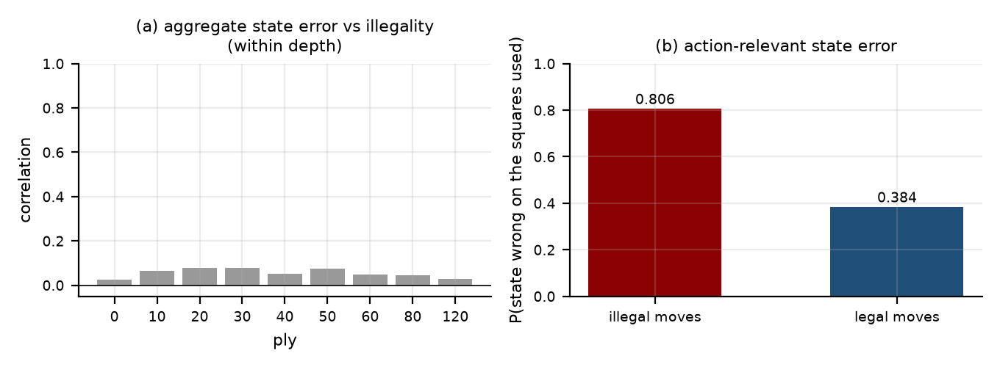 (a) aggregate state error vs illegality
(within depth)
correlation
1.0
0.8
0.6
0.4
0.2
0.0
0 10 20 30 40 50 60 80 120
ply
(b) action-relevant state error
P(state wrong on the squares used)
1.0
0.8
0.6
0.4
0.2
0.0
0.806
0.384
illegal moves legal moves